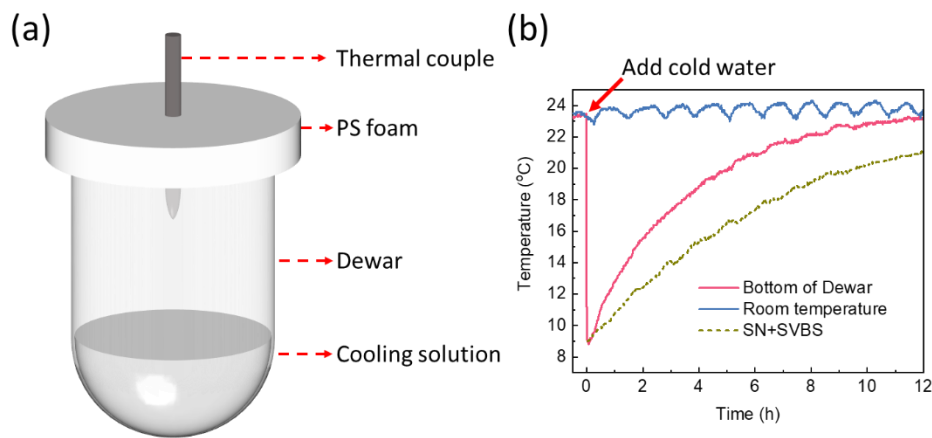 (a)
Thermal couple
PS foam
Dewar
Cooling solution
(b)
Add cold water
24
22
20
18
16
14
12
10
8
Temperature (°C)
Bottom of Dewar
Room temperature
SN+SVBS
0 2 4 6 8 10 12
Time (h)